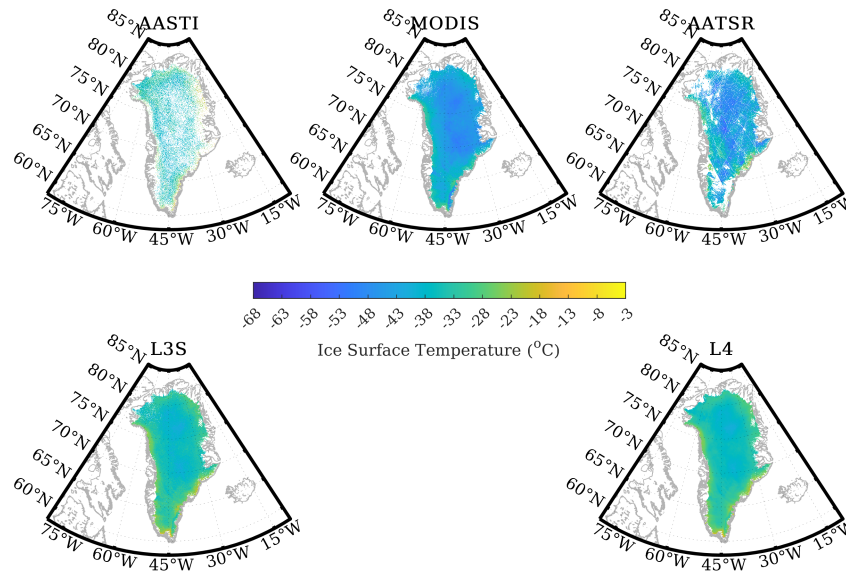 AASTI
85°N
80°N
75°N
70°N
65°N
60°N
75°W
60°W
45°W
30°W
15°W
MODIS
85°N
80°N
75°N
70°N
65°N
60°N
75°W
60°W
45°W
30°W
15°W
AATSR
85°N
80°N
75°N
70°N
65°N
60°N
75°W
60°W
45°W
30°W
15°W
-68 -63 -58 -53 -48 -43 -38 -33 -28 -23 -18 -13 -8 -3
Ice Surface Temperature (°C)
L3S
85°N
80°N
75°N
70°N
65°N
60°N
75°W
60°W
45°W
30°W
15°W
L4
85°N
80°N
75°N
70°N
65°N
60°N
75°W
60°W
45°W
30°W
15°W